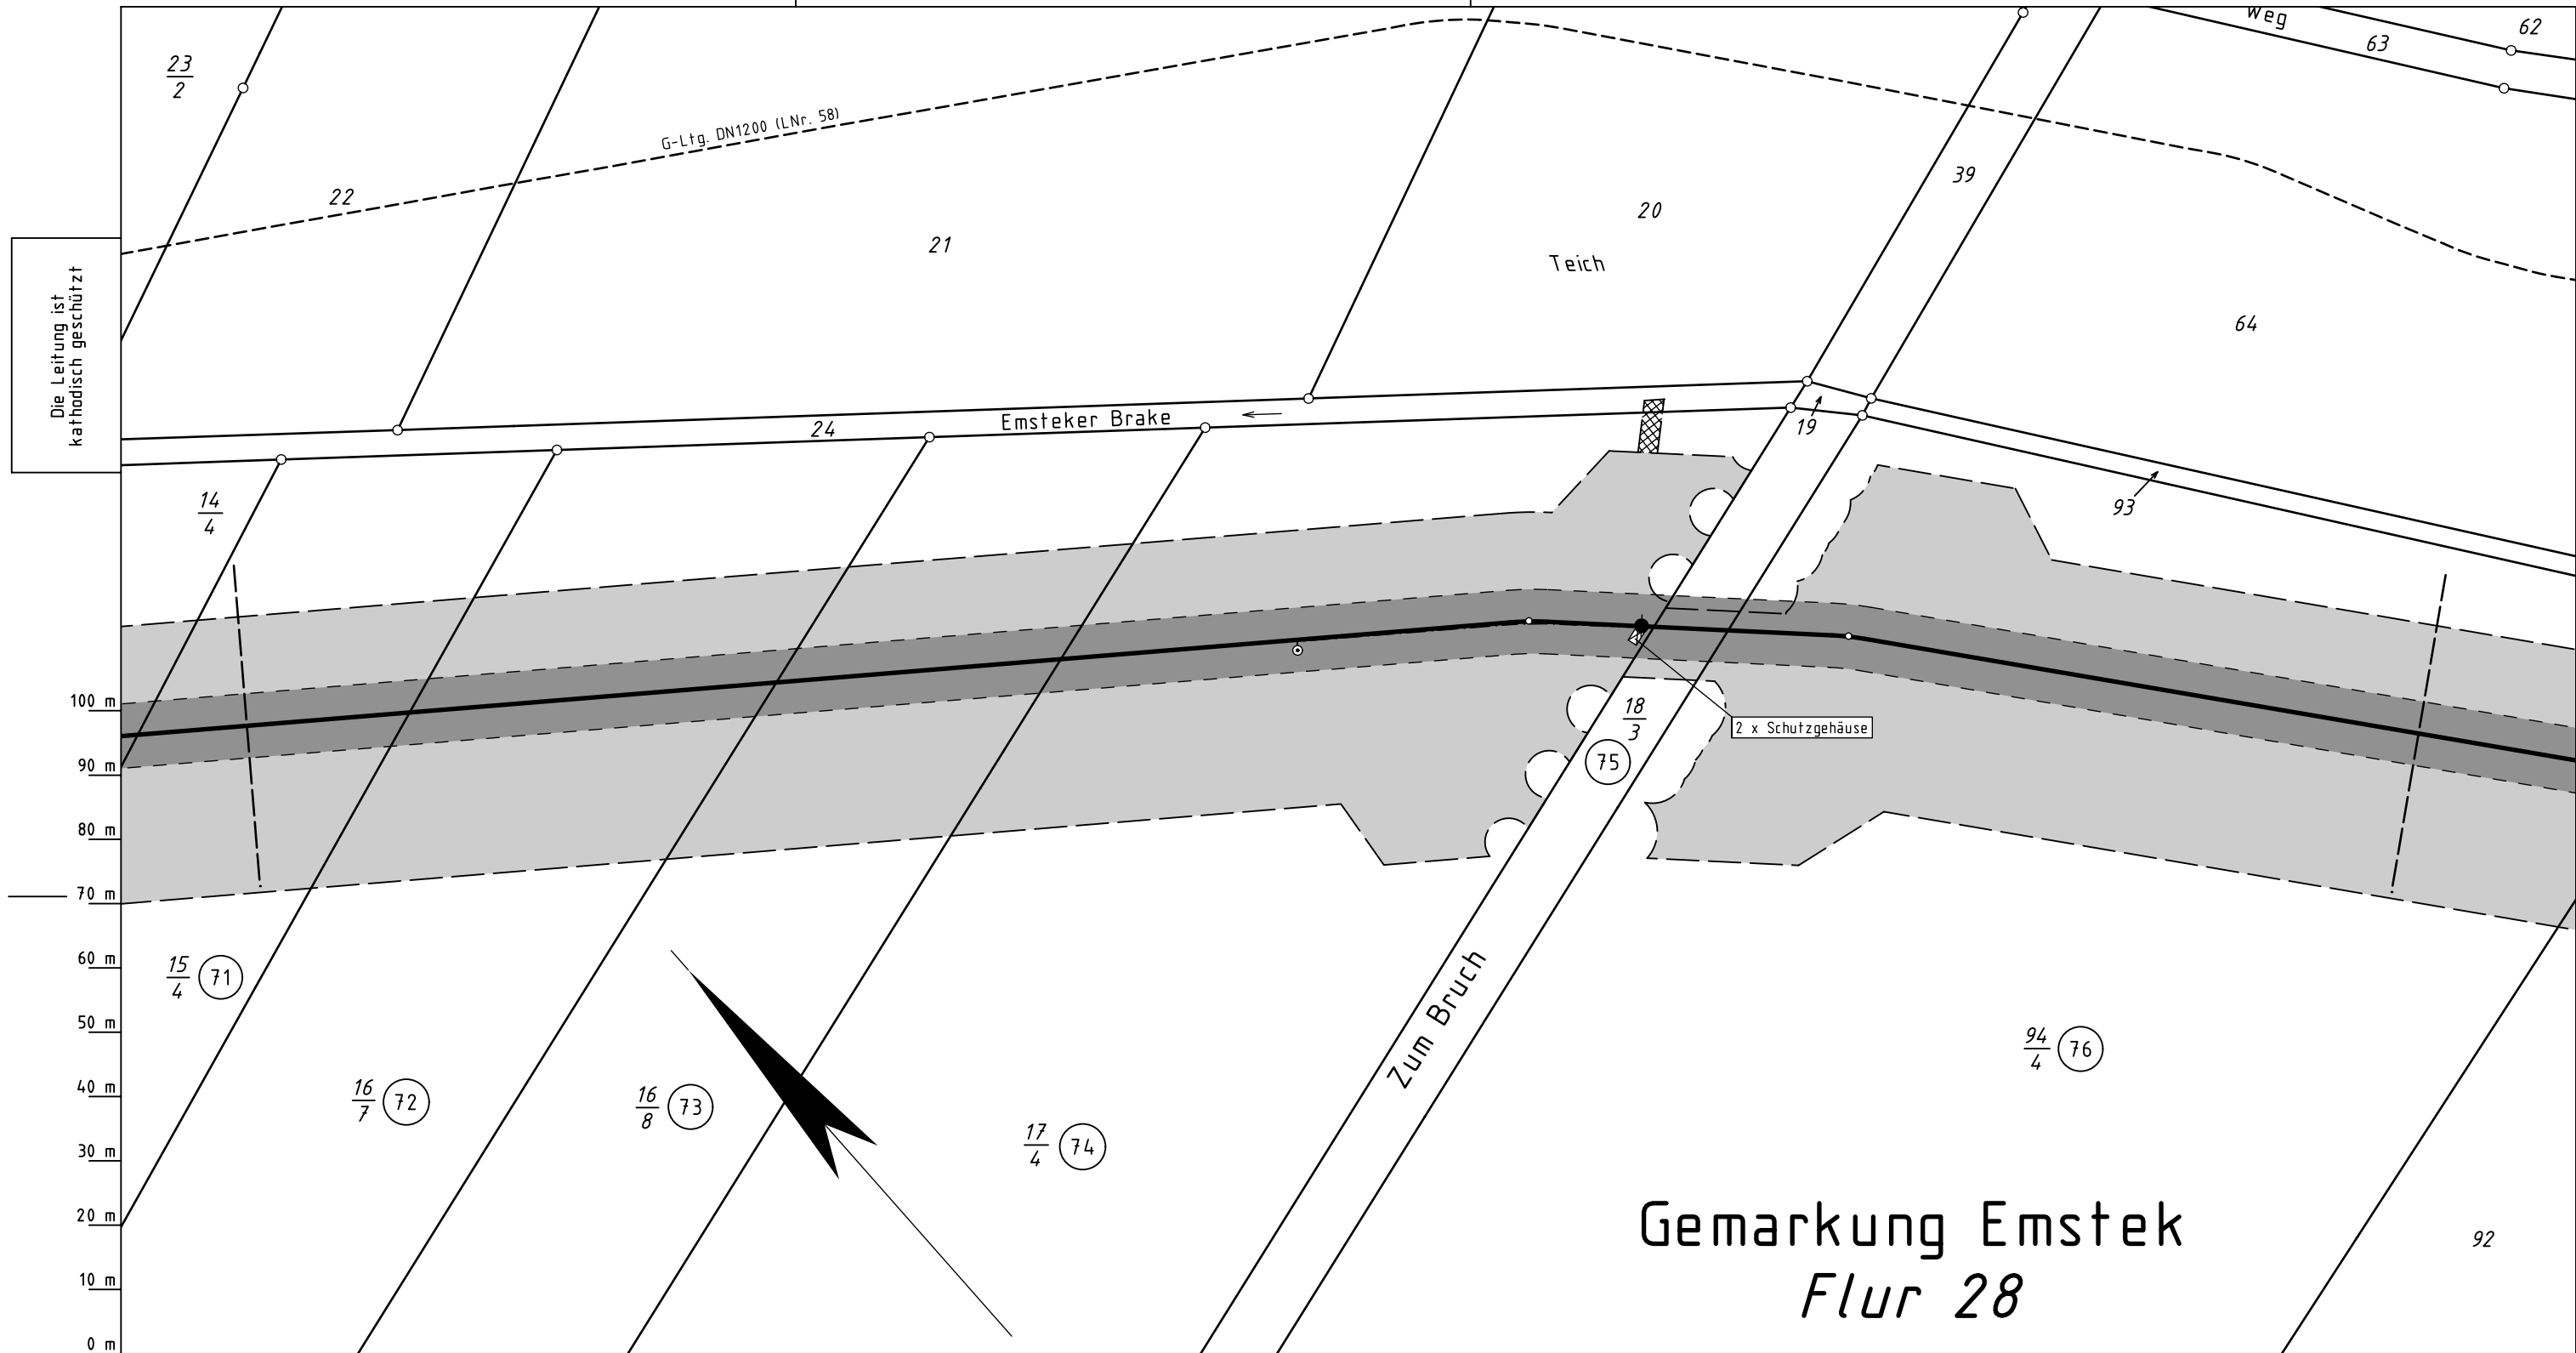 Weg
62
63
23
2
G-Ltg. DN1200 (LNr. 58)
39
22
20
21
Teich
Die Leitung ist
kathodisch geschützt
64
Emsteker Brake
24
19
14
4
93
18
3
75
2 x Schutzgehäuse
100 m
90 m
80 m
70 m
60 m
50 m
40 m
30 m
20 m
10 m
0 m
15
4
71
16
7
72
16
8
73
17
4
74
Zum Bruch
94
4
76
Gemarkung Emstek
Flur 28
92